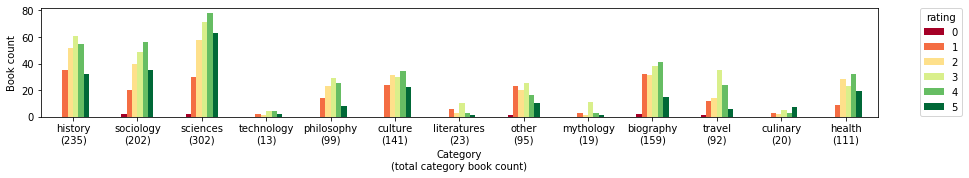 80
60
40
20
0
Book count
history sociology sciences technology philosophy culture literatures other mythology biography travel culinary health
(235) (202) (302) (13) (99) (141) (23) (95) (19) (159) (92) (20) (111)
Category
(total category book count)
rating
0
1
2
3
4
5